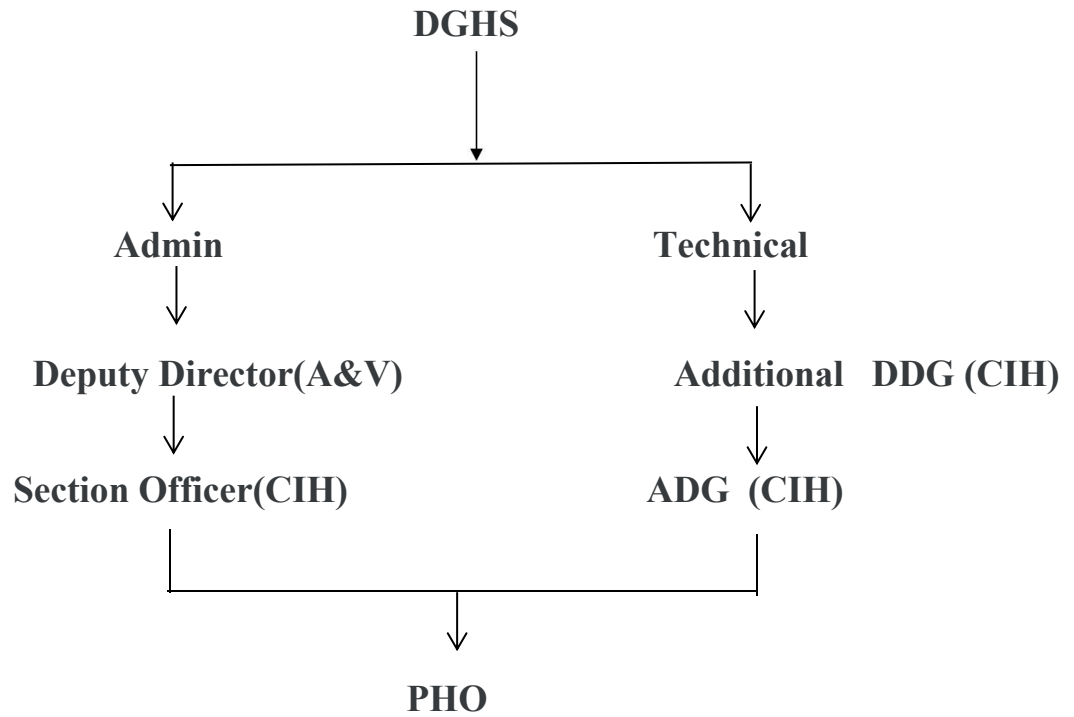 DGHS
Admin
Technical
Deputy Director(A&V)
Additional DDG (CIH)
Section Officer(CIH)
ADG (CIH)
PHO